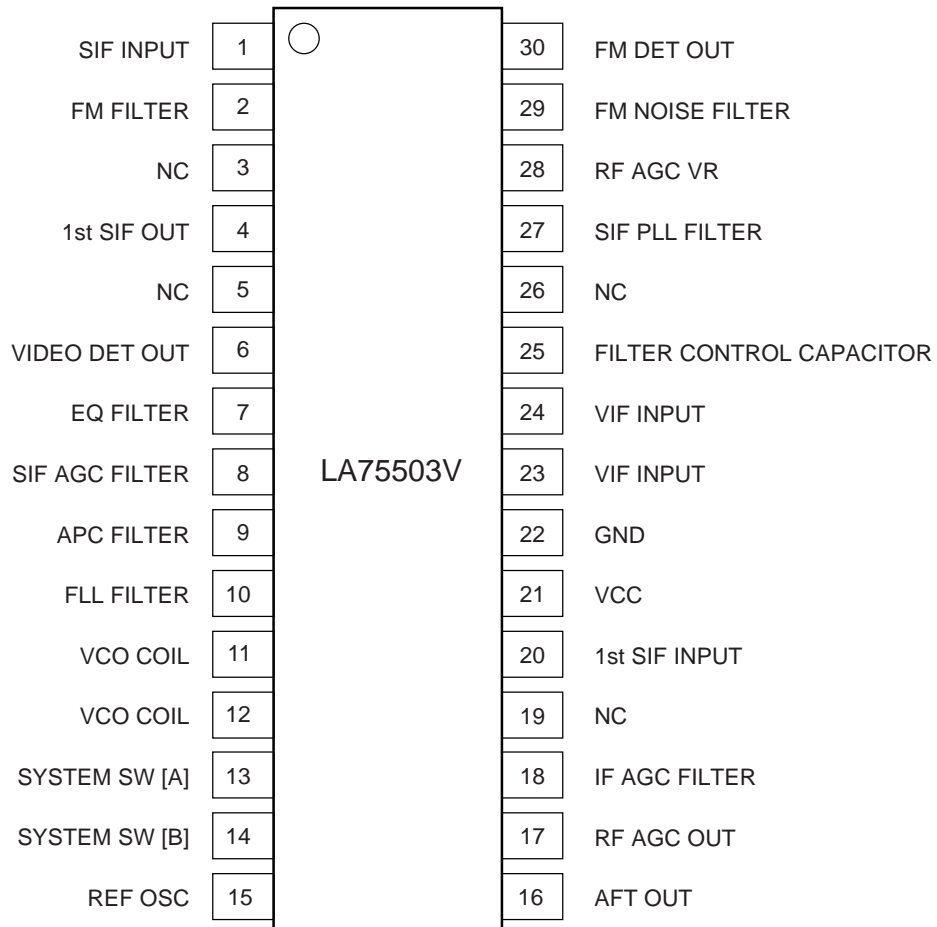 SIF INPUT 1 30 FM DET OUT
FM FILTER 2 29 FM NOISE FILTER
NC 3 28 RF AGC VR
1st SIF OUT 4 27 SIF PLL FILTER
NC 5 26 NC
VIDEO DET OUT 6 25 FILTER CONTROL CAPACITOR
EQ FILTER 7 24 VIF INPUT
SIF AGC FILTER 8 LA75503V 23 VIF INPUT
APC FILTER 9 22 GND
FLL FILTER 10 21 VCC
VCO COIL 11 20 1st SIF INPUT
VCO COIL 12 19 NC
SYSTEM SW [A] 13 18 IF AGC FILTER
SYSTEM SW [B] 14 17 RF AGC OUT
REF OSC 15 16 AFT OUT